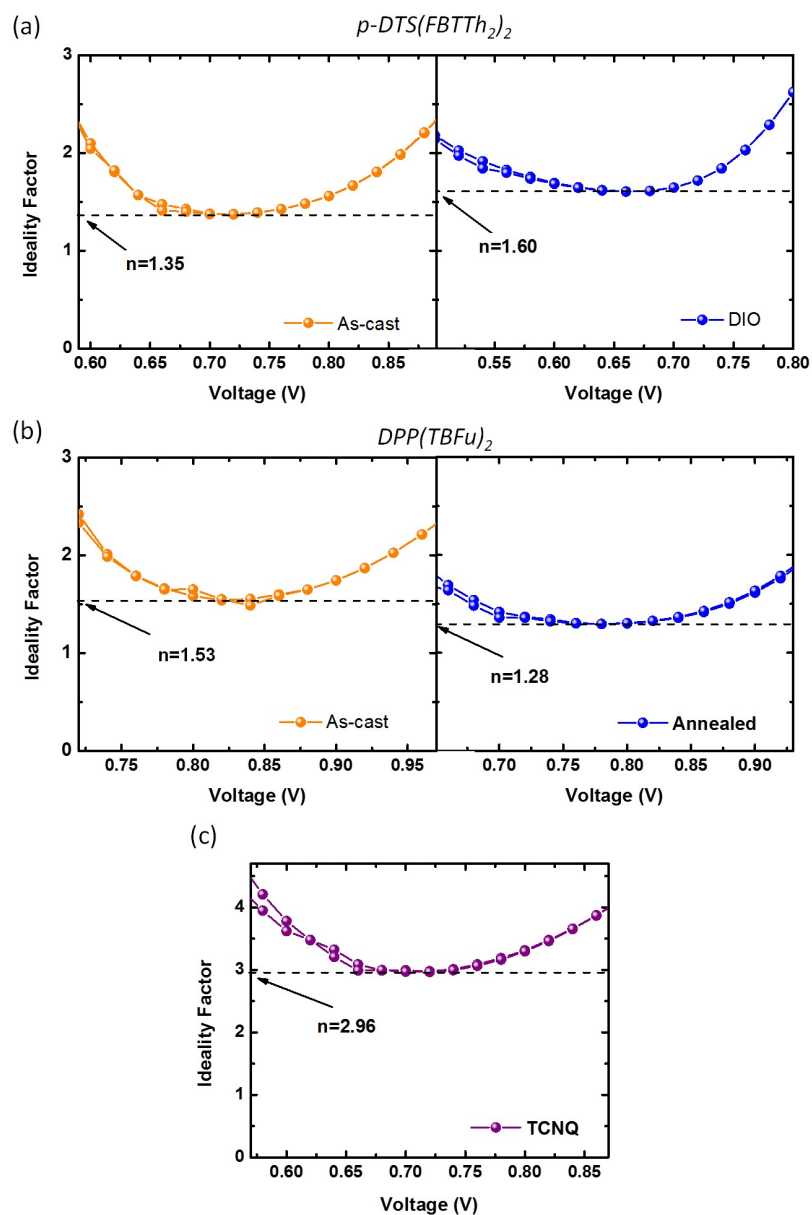 (a)
p-DTS(FBTTh₂)₂
Ideality Factor
3
2
1
0
n=1.35
n=1.60
As-cast
DIO
0.60 0.65 0.70 0.75 0.80 0.85
0.55 0.60 0.65 0.70 0.75 0.80
Voltage (V)
Voltage (V)
(b)
DPP(TBFu)₂
Ideality Factor
3
2
1
0
n=1.53
n=1.28
As-cast
Annealed
0.75 0.80 0.85 0.90 0.95
0.70 0.75 0.80 0.85 0.90
Voltage (V)
Voltage (V)
(c)
Ideality Factor
4
3
2
1
0
n=2.96
TCNQ
0.60 0.65 0.70 0.75 0.80 0.85
Voltage (V)